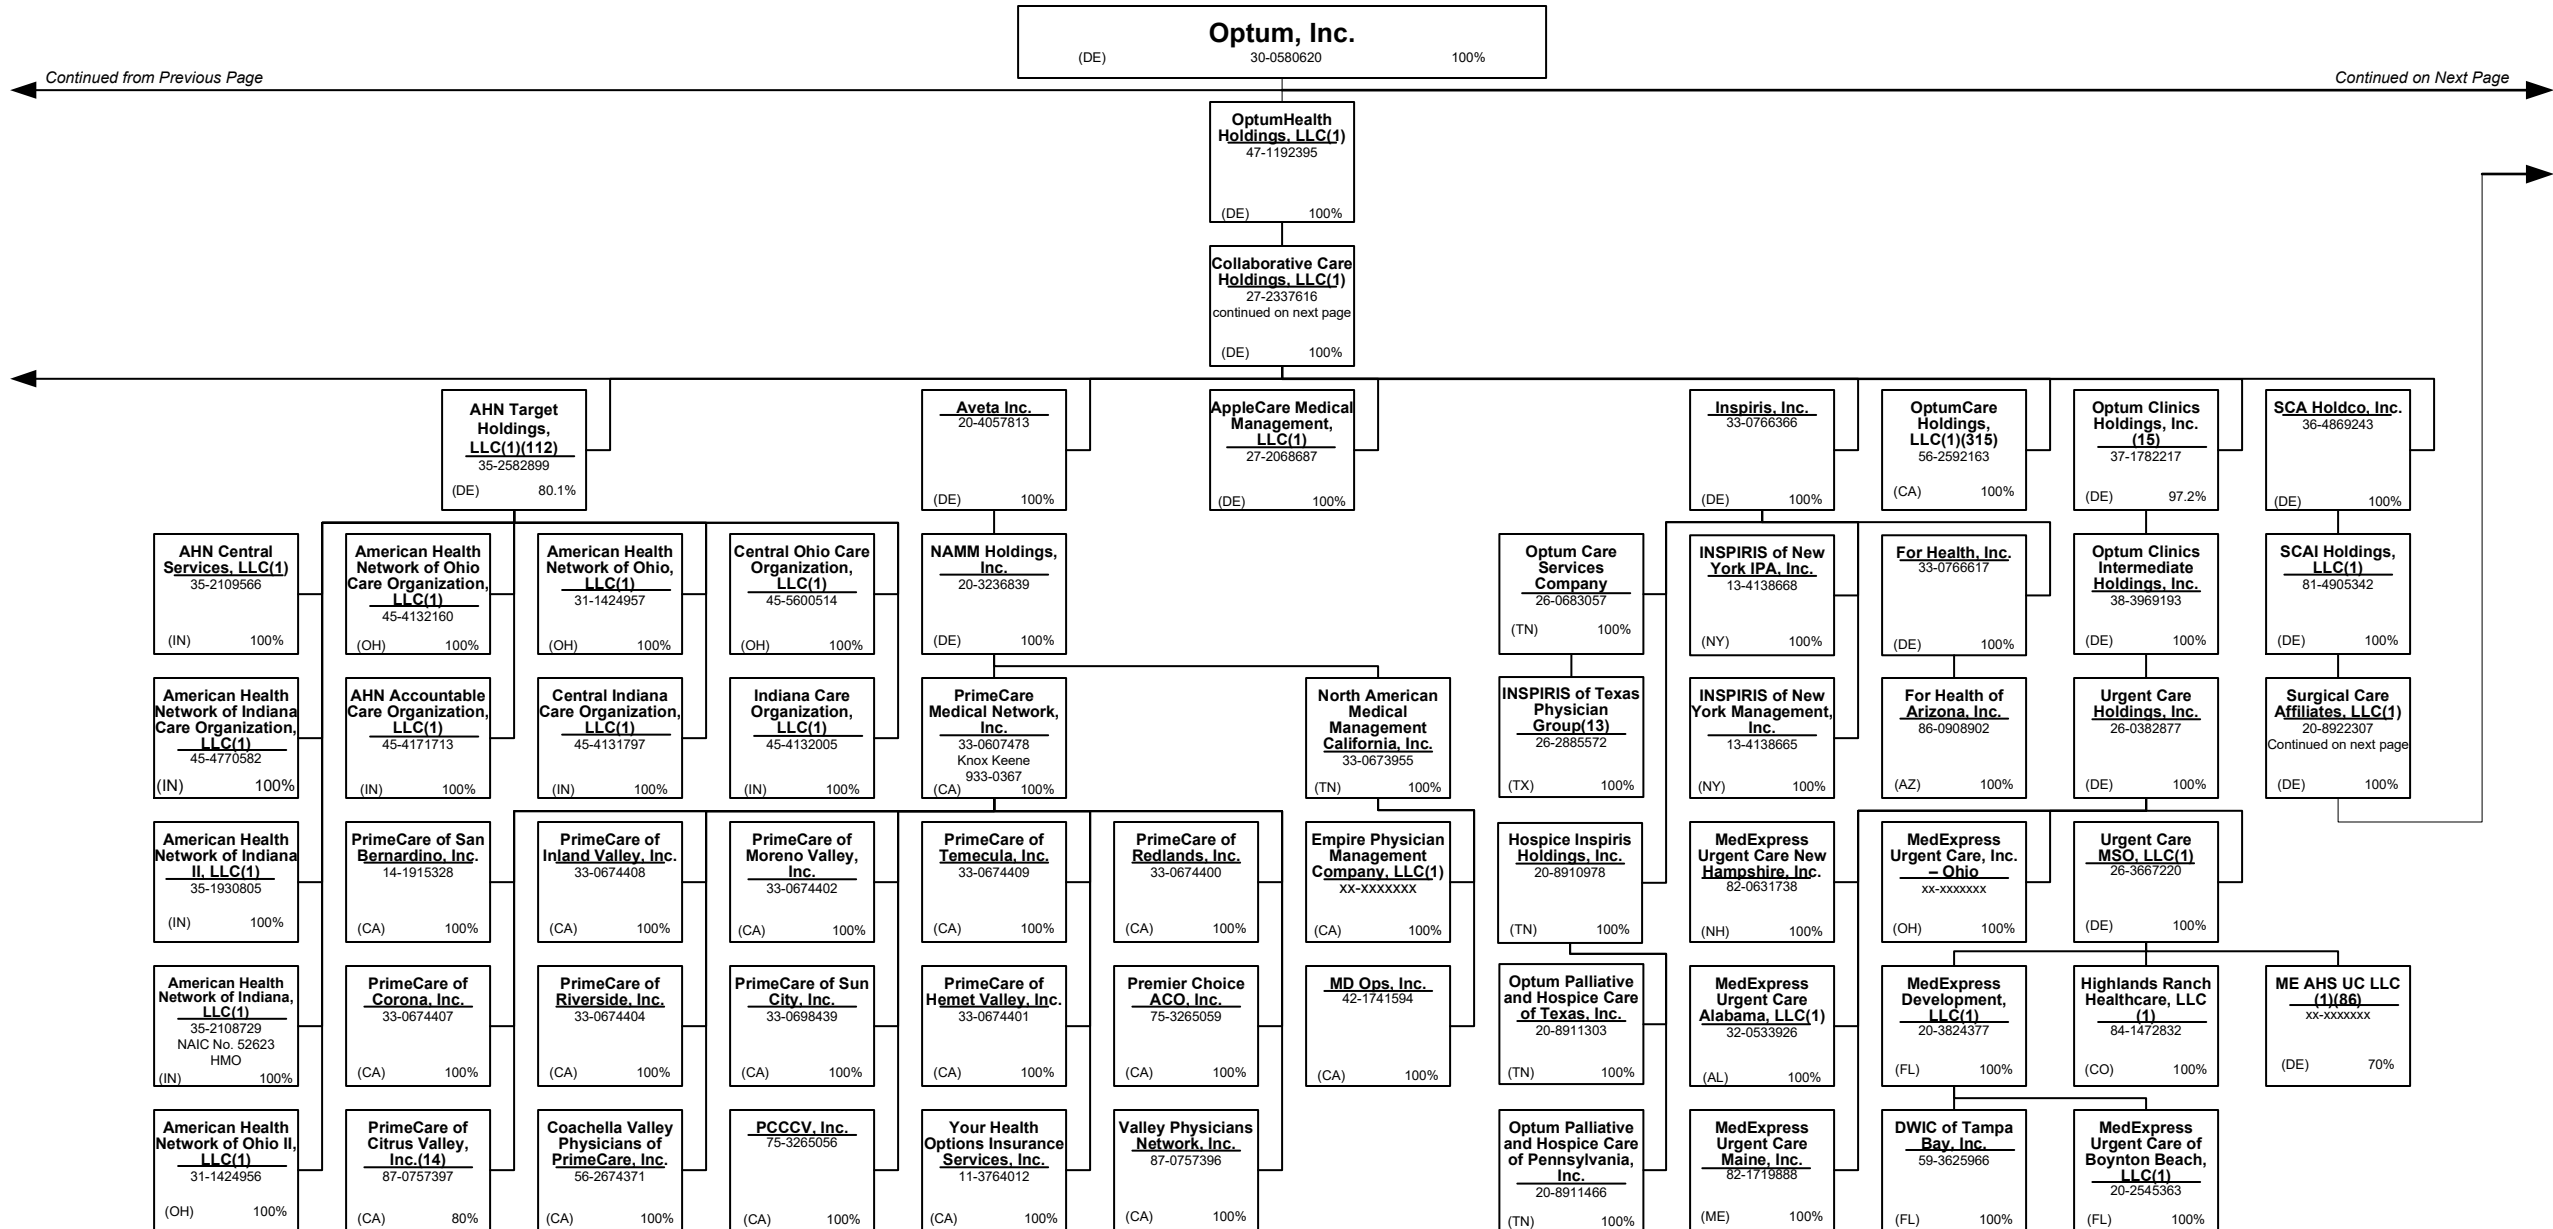 Optum, Inc.
(DE) 30-0580620 100%
Continued from Previous Page
Continued on Next Page
OptumHealth
Holdings, LLC(1)
47-1192395
(DE) 100%
Collaborative Care
Holdings, LLC(1)
27-2337616
continued on next page
(DE) 100%
AHN Target
Holdings,
LLC(1)(112)
35-2582899
(DE) 80.1%
Aveta Inc.
20-4057813
(DE) 100%
AppleCare Medical
Management,
LLC(1)
27-2068687
(DE) 100%
Inspiris, Inc.
33-0766366
(DE) 100%
OptumCare
Holdings,
LLC(1)(315)
56-2592163
(CA) 100%
Optum Clinics
Holdings, Inc.
(15)
37-1782217
(DE) 97.2%
SCA Holdco, Inc.
36-4869243
(DE) 100%
AHN Central
Services, LLC(1)
35-2109566
(IN) 100%
American Health
Network of Ohio
Care Organization,
LLC(1)
45-4132160
(OH) 100%
American Health
Network of Ohio,
LLC(1)
31-1424957
(OH) 100%
Central Ohio Care
Organization,
LLC(1)
45-5600514
(OH) 100%
NAMM Holdings,
Inc.
20-3236839
(DE) 100%
Optum Care
Services
Company
26-0683057
(TN) 100%
INSPIRIS of New
York IPA, Inc.
13-4138668
(NY) 100%
For Health, Inc.
33-0766617
(DE) 100%
Optum Clinics
Intermediate
Holdings, Inc.
38-3969193
(DE) 100%
SCAI Holdings,
LLC(1)
81-4905342
(DE) 100%
American Health
Network of Indiana
Care Organization,
LLC(1)
45-4770582
(IN) 100%
AHN Accountable
Care Organization,
LLC(1)
45-4171713
(IN) 100%
Central Indiana
Care Organization,
LLC(1)
45-4131797
(IN) 100%
Indiana Care
Organization,
LLC(1)
45-4132005
(IN) 100%
PrimeCare
Medical Network,
Inc.
33-0607478
Knox Keene
933-0367
(CA) 100%
North American
Medical
Management
California, Inc.
33-0673955
(TN) 100%
INSPIRIS of Texas
Physician
Group(13)
26-2885572
(TX) 100%
INSPIRIS of New
York Management,
Inc.
13-4138665
(NY) 100%
For Health of
Arizona, Inc.
86-0908902
(AZ) 100%
Urgent Care
Holdings, Inc.
26-0382877
(DE) 100%
Surgical Care
Affiliates, LLC(1)
20-8922307
Continued on next page
(DE) 100%
American Health
Network of Indiana
II, LLC(1)
35-1930805
(IN) 100%
PrimeCare of San
Bernardino, Inc.
14-1915328
(CA) 100%
PrimeCare of
Inland Valley, Inc.
33-0674408
(CA) 100%
PrimeCare of
Moreno Valley,
Inc.
33-0674402
(CA) 100%
PrimeCare of
Temecula, Inc.
33-0674409
(CA) 100%
PrimeCare of
Redlands, Inc.
33-0674400
(CA) 100%
Empire Physician
Management
Company, LLC(1)
xx-xxxxxxx
(CA) 100%
Hospice Inspiris
Holdings, Inc.
20-8910978
(TN) 100%
MedExpress
Urgent Care New
Hampshire, Inc.
82-0631738
(NH) 100%
MedExpress
Urgent Care, Inc.
– Ohio
xx-xxxxxxx
(OH) 100%
Urgent Care
MSO, LLC(1)
26-3667220
(DE) 100%
American Health
Network of Indiana,
LLC(1)
35-2108729
NAIC No. 52623
HMO
(IN) 100%
PrimeCare of
Corona, Inc.
33-0674407
(CA) 100%
PrimeCare of
Riverside, Inc.
33-0674404
(CA) 100%
PrimeCare of Sun
City, Inc.
33-0698439
(CA) 100%
PrimeCare of
Hemet Valley, Inc.
33-0674401
(CA) 100%
Premier Choice
ACO, Inc.
75-3265059
(CA) 100%
MD Ops, Inc.
42-1741594
(CA) 100%
Optum Palliative
and Hospice Care
of Texas, Inc.
20-8911303
(TN) 100%
MedExpress
Urgent Care
Alabama, LLC(1)
32-0533926
(AL) 100%
MedExpress
Development,
LLC(1)
20-3824377
(FL) 100%
Highlands Ranch
Healthcare, LLC
(1)
84-1472832
(CO) 100%
ME AHS UC LLC
(1)(86)
xx-xxxxxxx
(DE) 70%
American Health
Network of Ohio II,
LLC(1)
31-1424956
(OH) 100%
PrimeCare of
Citrus Valley,
Inc.(14)
87-0757397
(CA) 80%
Coachella Valley
Physicians of
PrimeCare, Inc.
56-2674371
(CA) 100%
PCCCV, Inc.
75-3265056
(CA) 100%
Your Health
Options Insurance
Services, Inc.
11-3764012
(CA) 100%
Valley Physicians
Network, Inc.
87-0757396
(CA) 100%
Optum Palliative
and Hospice Care
of Pennsylvania,
Inc.
20-8911466
(TN) 100%
MedExpress
Urgent Care
Maine, Inc.
82-1719888
(ME) 100%
DWIC of Tampa
Bay, Inc.
59-3625966
(FL) 100%
MedExpress
Urgent Care of
Boynton Beach,
LLC(1)
20-2545363
(FL) 100%